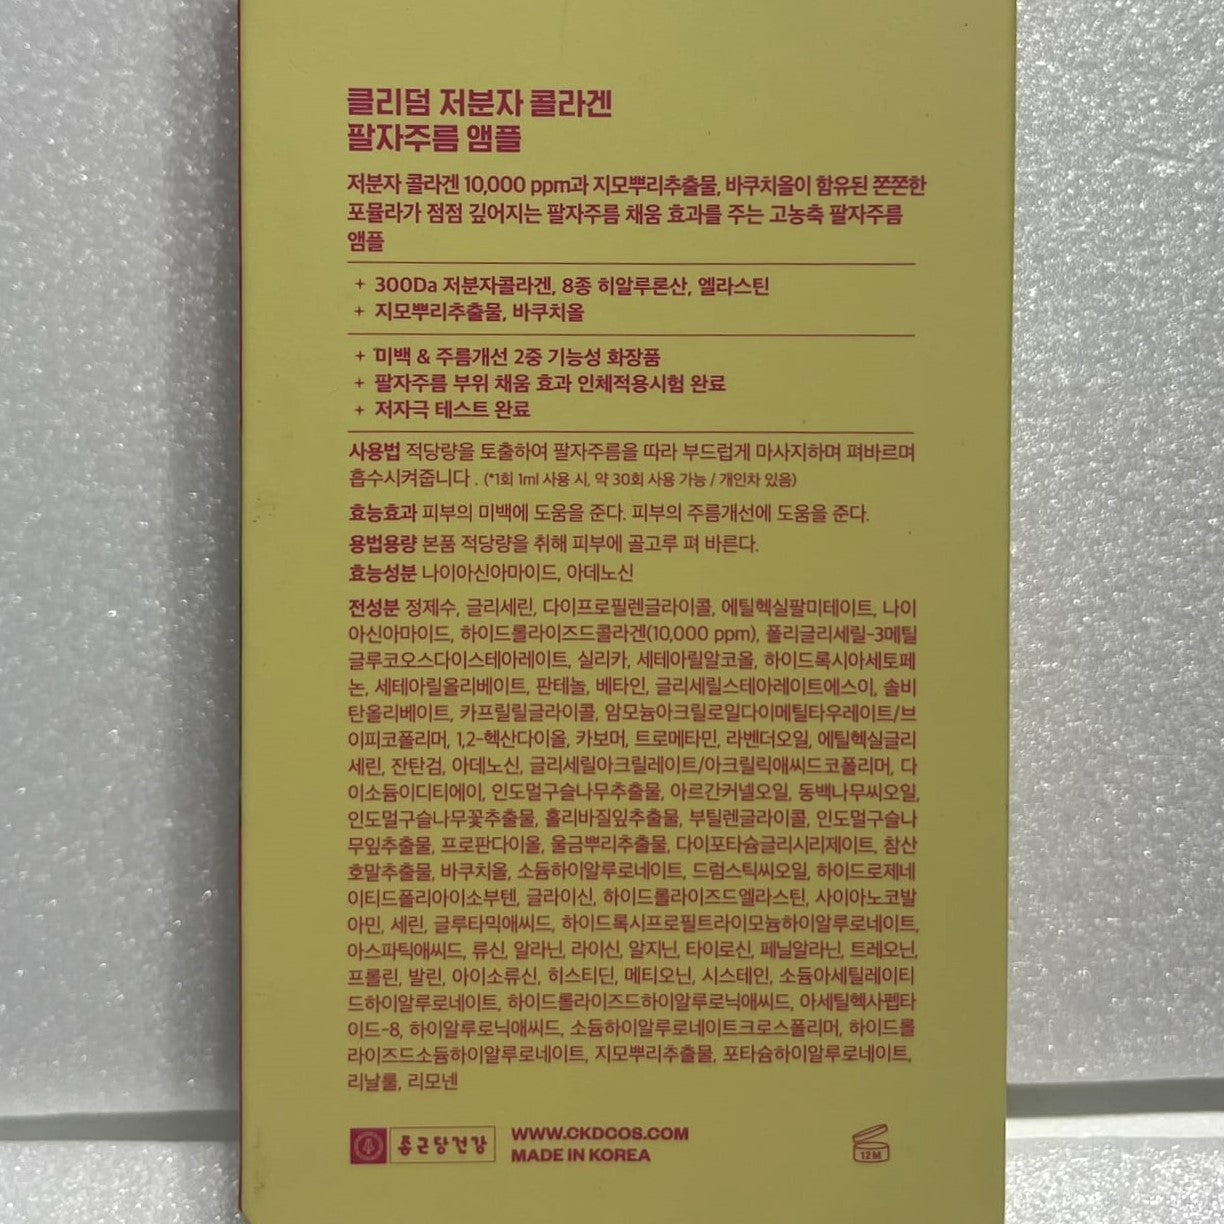 클리덤 저분자 콜라겐
팔자주름 앰플
저분자 콜라겐 10,000 ppm과 지모뿌리추출물, 바쿠치올이 함유된 쫀쫀한
포뮬라가 점점 깊어지는 팔자주름 채움 효과를 주는 고농축 팔자주름
앰플
+ 300Da 저분자콜라겐, 8종 히알루론산, 엘라스틴
+ 지모뿌리추출물, 바쿠치올
+ 미백 & 주름개선 2중 기능성 화장품
+ 팔자주름 부위 채움 효과 인체적용시험 완료
+ 저자극 테스트 완료
사용법 적당량을 토출하여 팔자주름을 따라 부드럽게 마사지하며 펴바르며
흡수시켜줍니다 . (*1회 1ml 사용 시, 약 30회 사용 가능 / 개인차 있음)
효능효과 피부의 미백에 도움을 준다. 피부의 주름개선에 도움을 준다.
용법용량 본품 적당량을 취해 피부에 골고루 펴 바른다.
효능성분 나이아신아마이드, 아데노신
전성분 정제수, 글리세린, 다이프로필렌글라이콜, 에틸헥실팔미테이트, 나이
아신아마이드, 하이드롤라이즈드콜라겐(10,000 ppm), 폴리글리세릴-3메틸
글루코오스다이스테아레이트, 실리카, 세테아릴알코올, 하이드록시아세토페
논, 세테아릴올리베이트, 판테놀, 베타인, 글리세릴스테아레이트에스이, 솔비
탄올리베이트, 카프릴릴글라이콜, 암모늄아크릴로일다이메틸타우레이트/브
이피코폴리머, 1,2-헥산다이올, 카보머, 트로메타민, 라벤더오일, 에틸헥실글리
세린, 잔탄검, 아데노신, 글리세릴아크릴레이트/아크릴릭애씨드코폴리머, 다
이소듐이디티에이, 인도멀구슬나무추출물, 아르간커넬오일, 동백나무씨오일,
인도멀구슬나무꽃추출물, 홀리바질잎추출물, 부틸렌글라이콜, 인도멀구슬나
무잎추출물, 프로판다이올, 울금뿌리추출물, 다이포타슘글리시리제이트, 참산
호말추출물, 바쿠치올, 소듐하이알루로네이트, 드럼스틱씨오일, 하이드로제네
이티드폴리아이소부텐, 글라이신, 하이드롤라이즈드엘라스틴, 사이아노코발
아민, 세린, 글루타믹애씨드, 하이드록시프로필트라이모늄하이알루로네이트,
아스파틱애씨드, 류신, 알라닌, 라이신, 알지닌, 타이로신, 페닐알라닌, 트레오닌,
프롤린, 발린, 아이소류신, 히스티딘, 메티오닌, 시스테인, 소듐아세틸레이티
드하이알루로네이트, 하이드롤라이즈드하이알루로닉애씨드, 아세틸헥사펩타
이드-8, 하이알루로닉애씨드, 소듐하이알루로네이트크로스폴리머, 하이드롤
라이즈드소듐하이알루로네이트, 지모뿌리추출물, 포타슘하이알루로네이트,
리날룰, 리모넨
종근당건강
WWW.CKDCOS.COM
MADE IN KOREA
12M